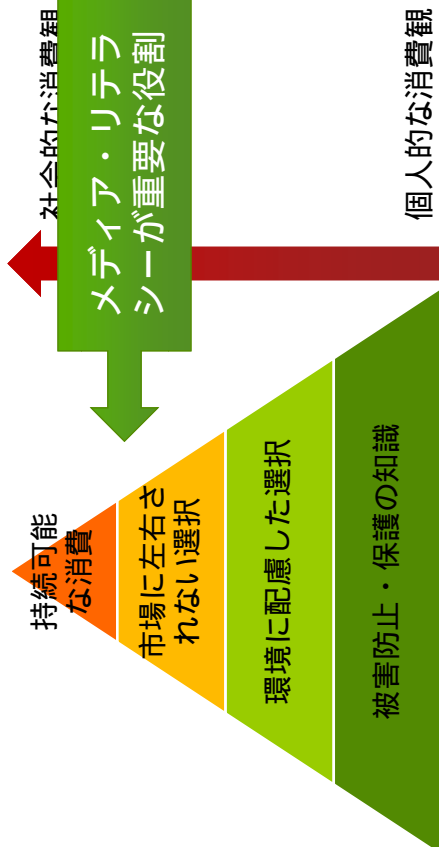 社会的な消費観
メディア・リテラ
シーが重要な役割
持続可能
な消費
市場に左右さ
れない選択
環境に配慮した選択
被害防止・保護の知識
個人的な消費観